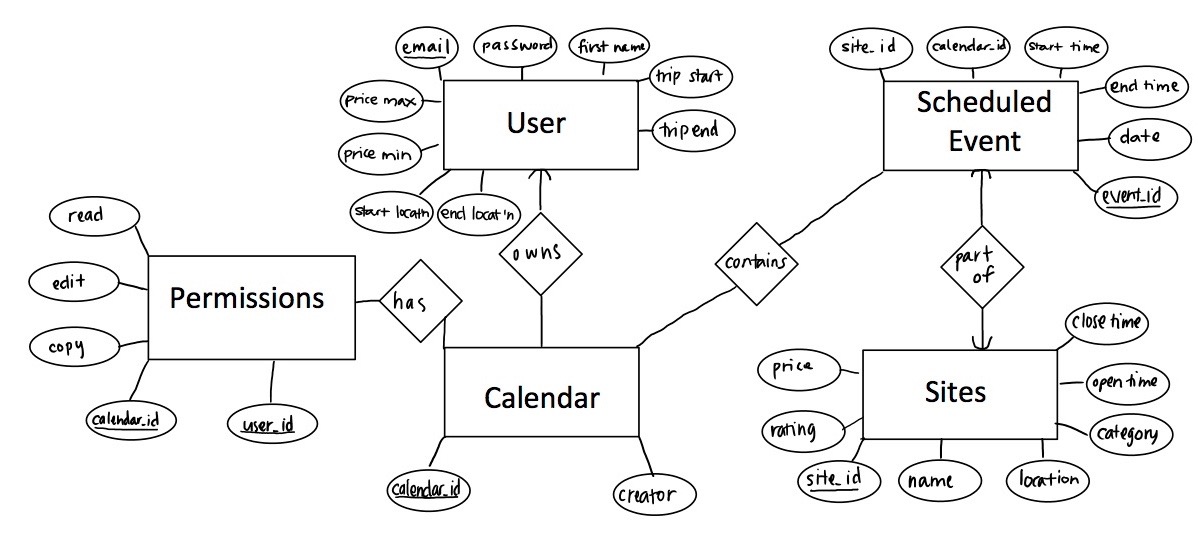 email
password
first name
trip start
price max
User
trip end
price min
start locatn
end locat'n
site_id
calendar_id
start time
Scheduled
Event
end time
date
event_id
read
edit
Permissions
copy
calendar_id
user_id
has
owns
contains
part
of
Calendar
calendar_id
creator
close time
price
Sites
open time
rating
category
site_id
name
location